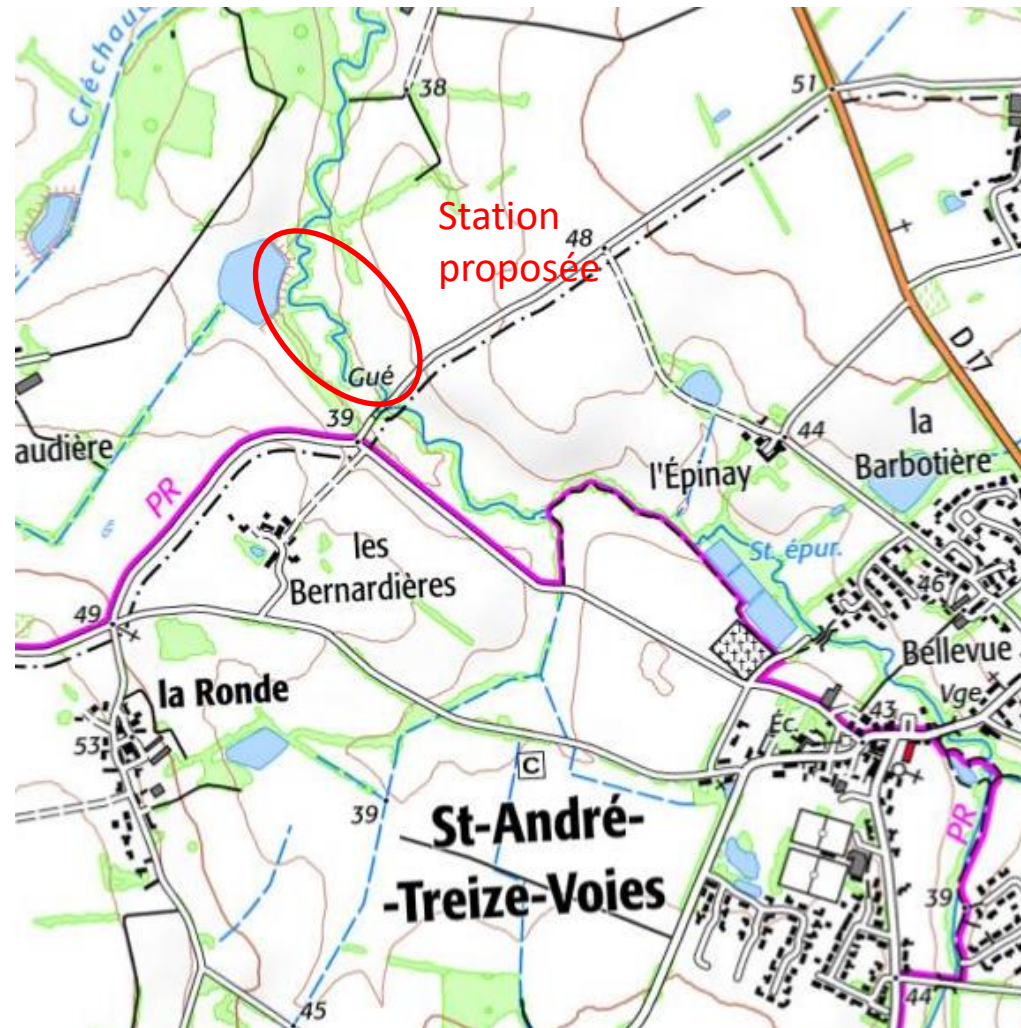 Créchaud
38
51
Station
proposée
48
D 17
Gué
39
44
la
Barbotière
audière
PR
l'Épinay
St. épur.
les
Bernardières
46
49
Bellevue
la Ronde
Vge
43
Éc.
53
C
39
St-André-
-Treize-Voies
PR
39
44
45